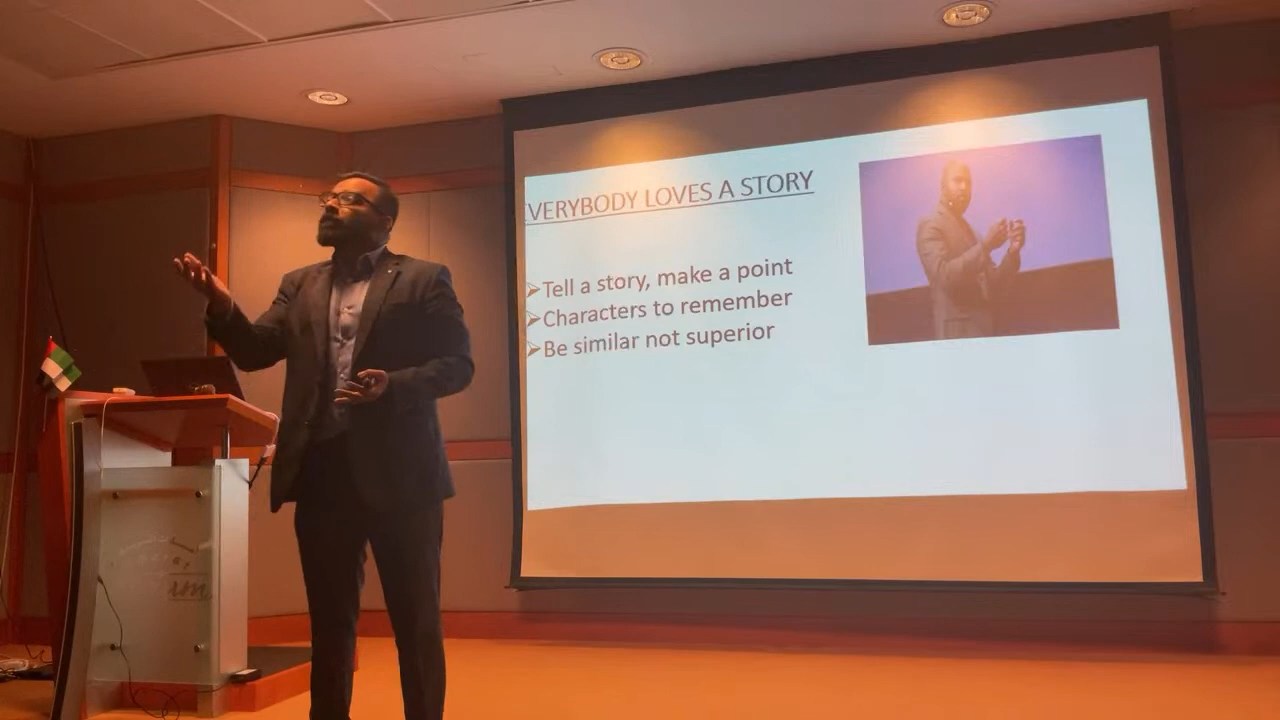 VERYBODY LOVES A STORY
Tell a story, make a point
Characters to remember
Be similar not superior